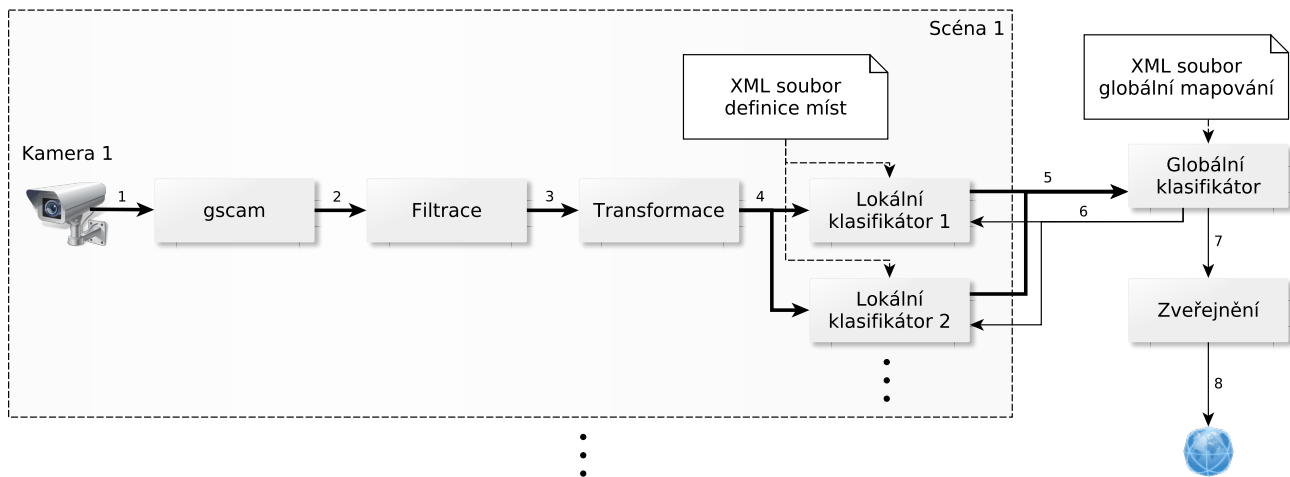 Scéna 1
XML soubor
definice míst
XML soubor
globální mapování
Kamera 1
1
gscam
2
Filtrace
3
Transformace
4
Lokální
klasifikátor 1
5
6
Globální
klasifikátor
7
Lokální
klasifikátor 2
Zveřejnění
8